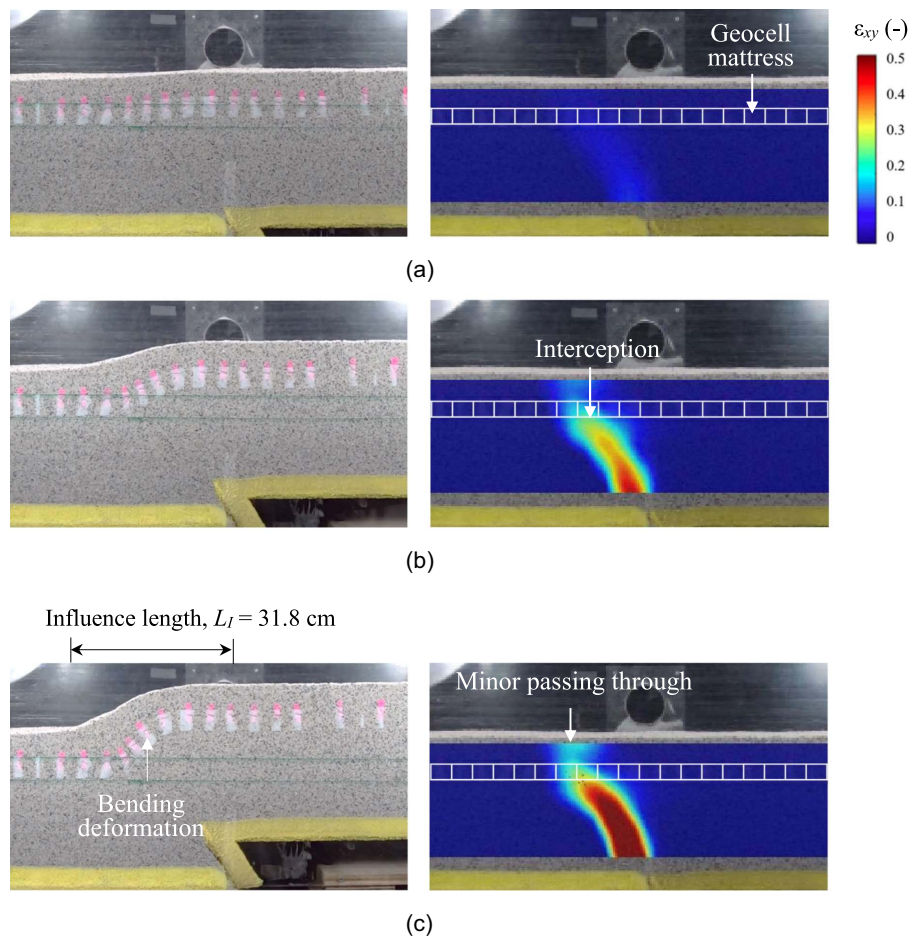 Geocell
mattress
εxy (-)
0.5
0.4
0.3
0.2
0.1
0
(a)
Interception
(b)
Influence length, LI = 31.8 cm
Minor passing through
Bending
deformation
(c)